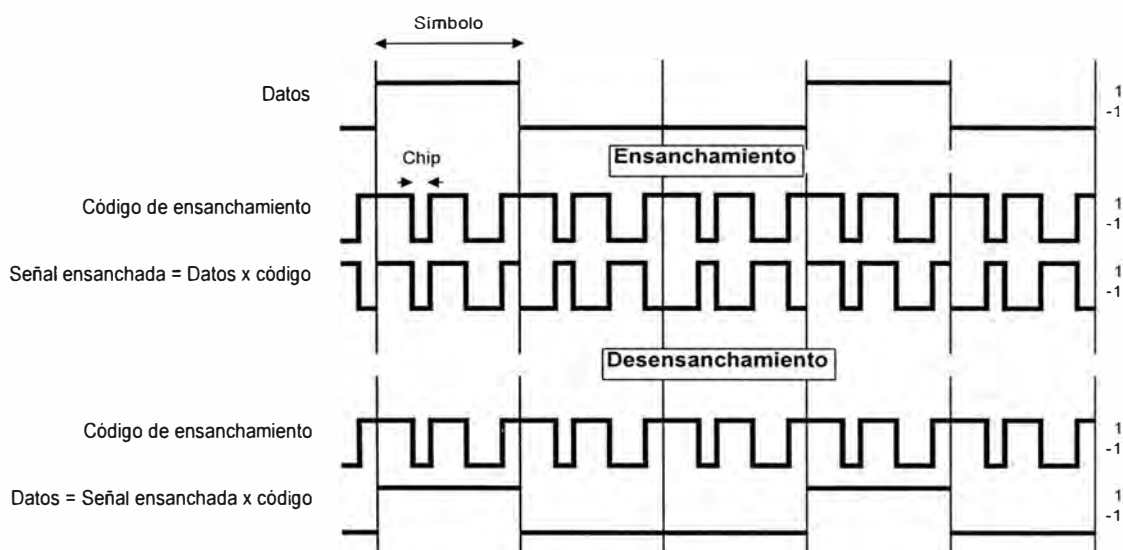 Símbolo
Datos
1
-1
Ensanchamiento
Chip
Código de ensanchamiento
1
-1
Señal ensanchada = Datos x código
1
-1
Desensanchamiento
Código de ensanchamiento
1
-1
Datos = Señal ensanchada x código
1
-1